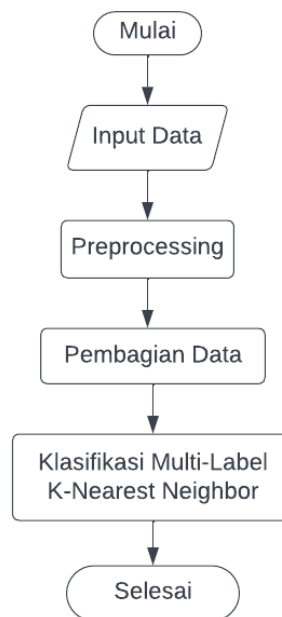 Mulai
Input Data
Preprocessing
Pembagian Data
Klasifikasi Multi-Label
K-Nearest Neighbor
Selesai